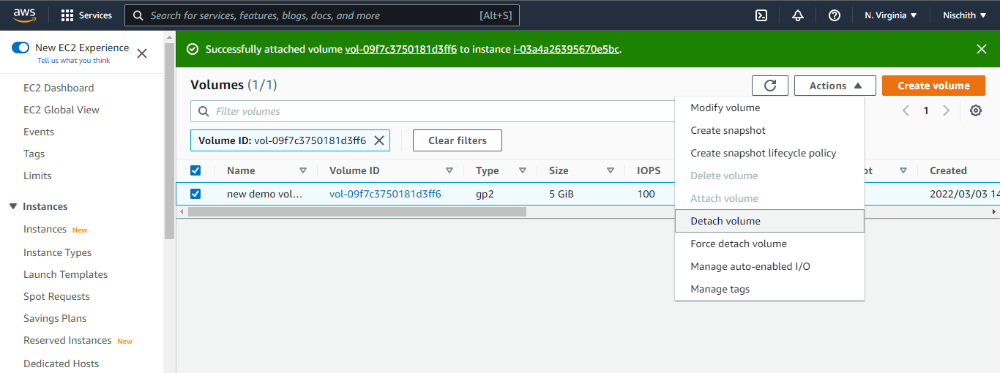 aws Services Search for services, features, blogs, docs, and more [Alt+S] N. Virginia Nischith
New EC2 Experience
Tell us what you think
EC2 Dashboard
EC2 Global View
Events
Tags
Limits
Instances
Instances New
Instance Types
Launch Templates
Spot Requests
Savings Plans
Reserved Instances New
Dedicated Hosts
Successfully attached volume vol-09f7c3750181d3ff6 to instance i-03a4a26395670e5bc.
Volumes (1/1)
Actions
Create volume
Filter volumes
1
Volume ID: vol-09f7c3750181d3ff6
Clear filters
Name Volume ID Type Size IOPS ot Created
new demo vol... vol-09f7c3750181d3ff6 gp2 5 GiB 100 2022/03/03 14
Modify volume
Create snapshot
Create snapshot lifecycle policy
Delete volume
Attach volume
Detach volume
Force detach volume
Manage auto-enabled I/O
Manage tags